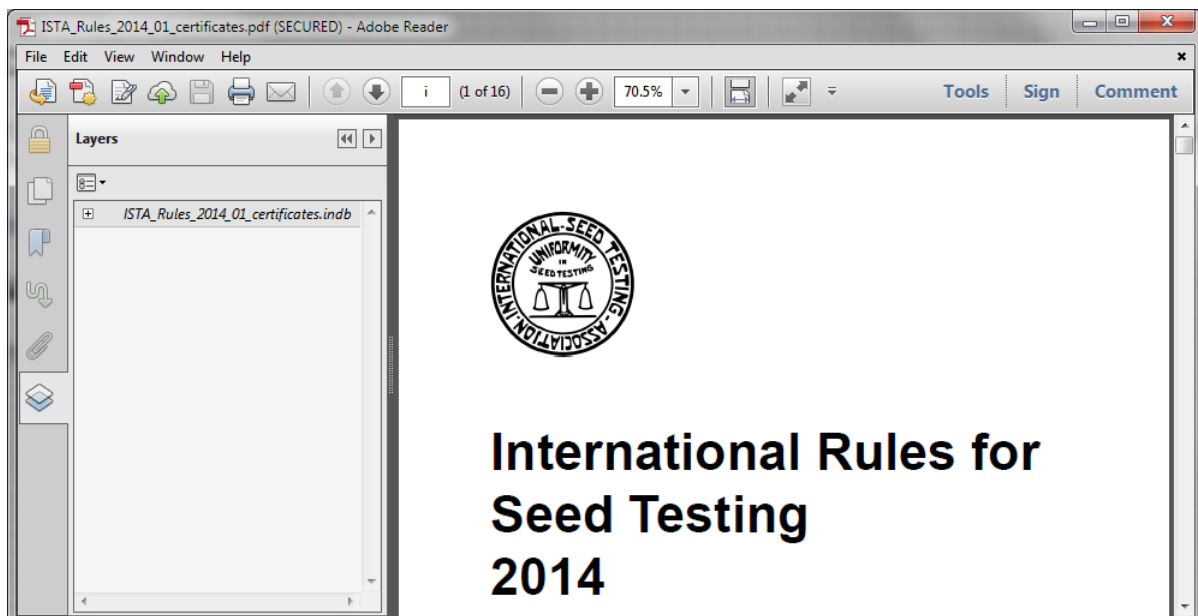 ISTA_Rules_2014_01_certificates.pdf (SECURED) - Adobe Reader
File Edit View Window Help
i (1 of 16) 70.5% Tools Sign Comment
Layers
ISTA_Rules_2014_01_certificates.indb
INTERNATIONAL·SEED TESTING·ASSOCIATION·
UNIFORMITY
IN
SEED TESTING
International Rules for
Seed Testing
2014